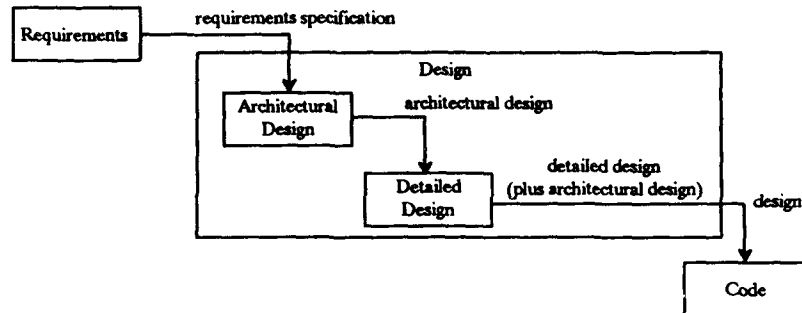 requirements specification
Requirements
Design
Architectural
Design
architectural design
detailed design
(plus architectural design)
Detailed
Design
design
Code